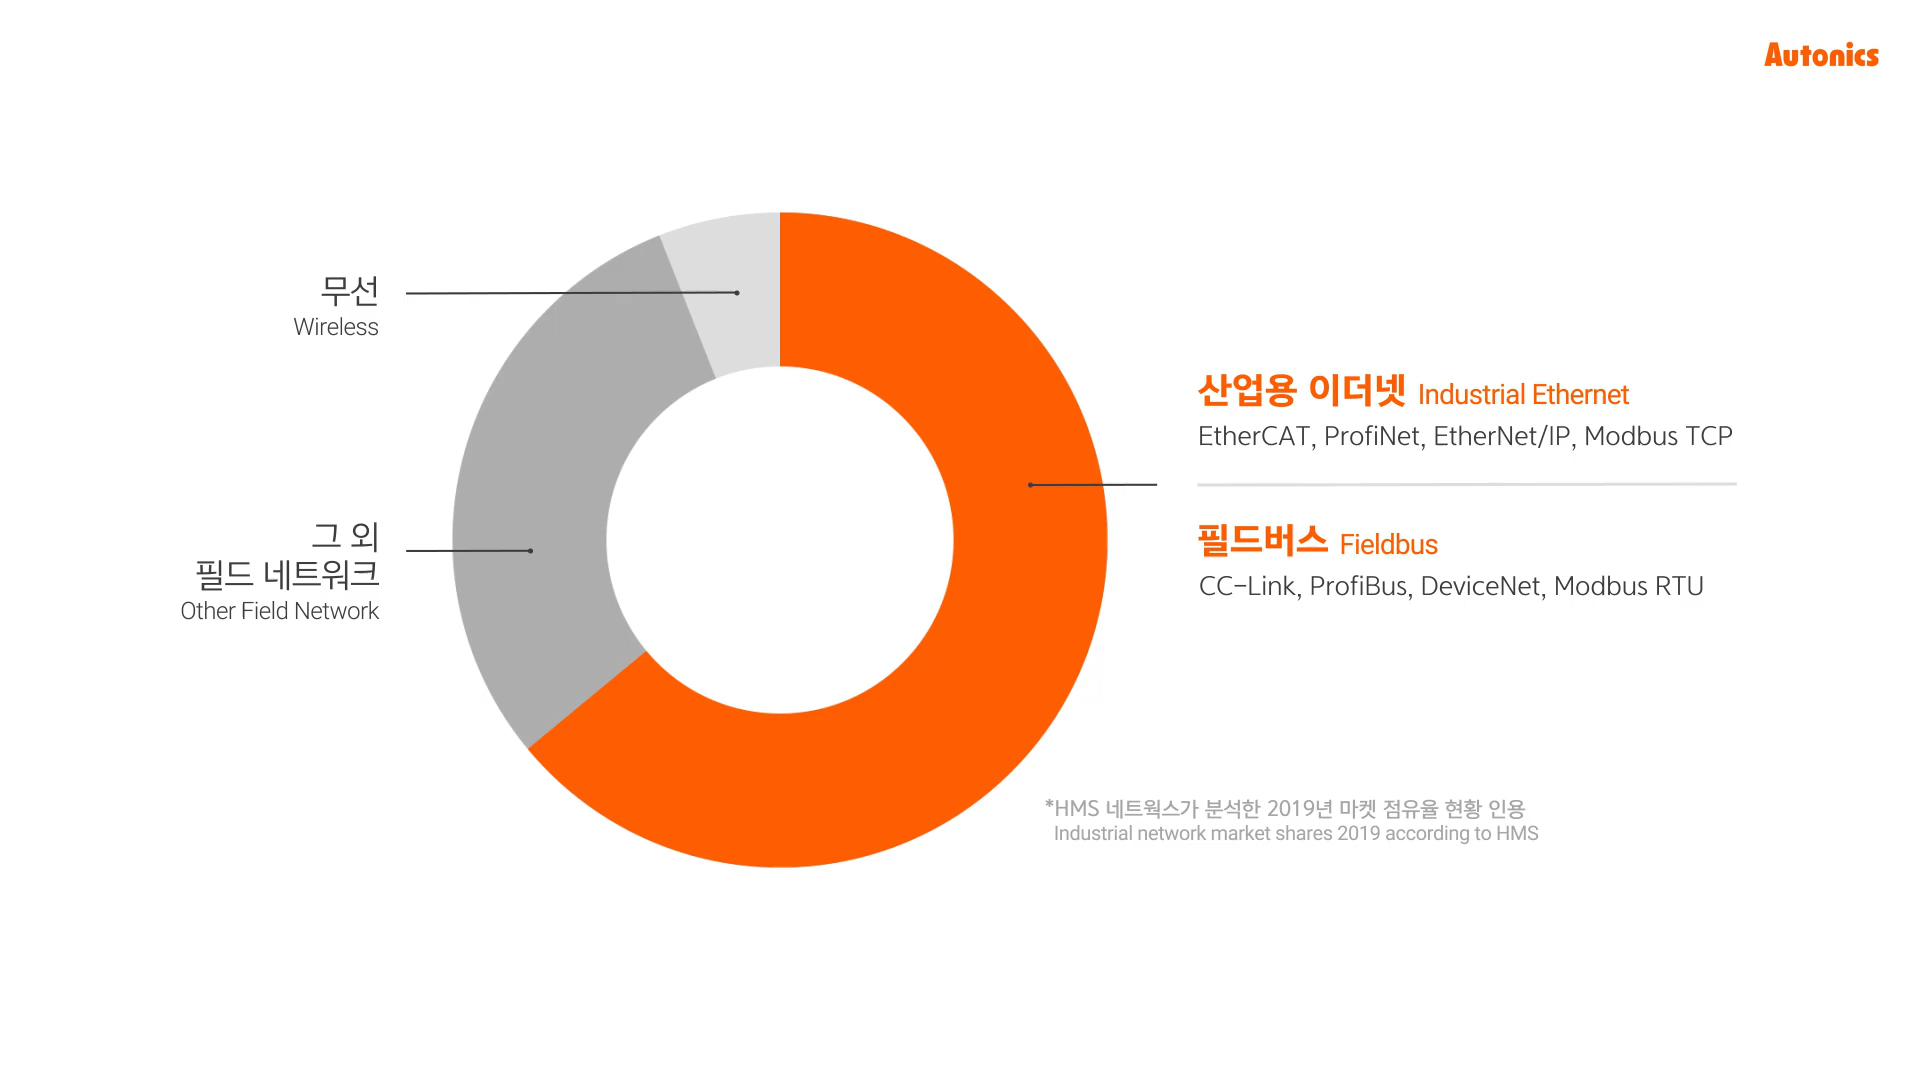 Autonics
무선
Wireless
그 외
필드 네트워크
Other Field Network
산업용 이더넷 Industrial Ethernet
EtherCAT, ProfiNet, EtherNet/IP, Modbus TCP
필드버스 Fieldbus
CC-Link, ProfiBus, DeviceNet, Modbus RTU
*HMS 네트웍스가 분석한 2019년 마켓 점유율 현황 인용
Industrial network market shares 2019 according to HMS